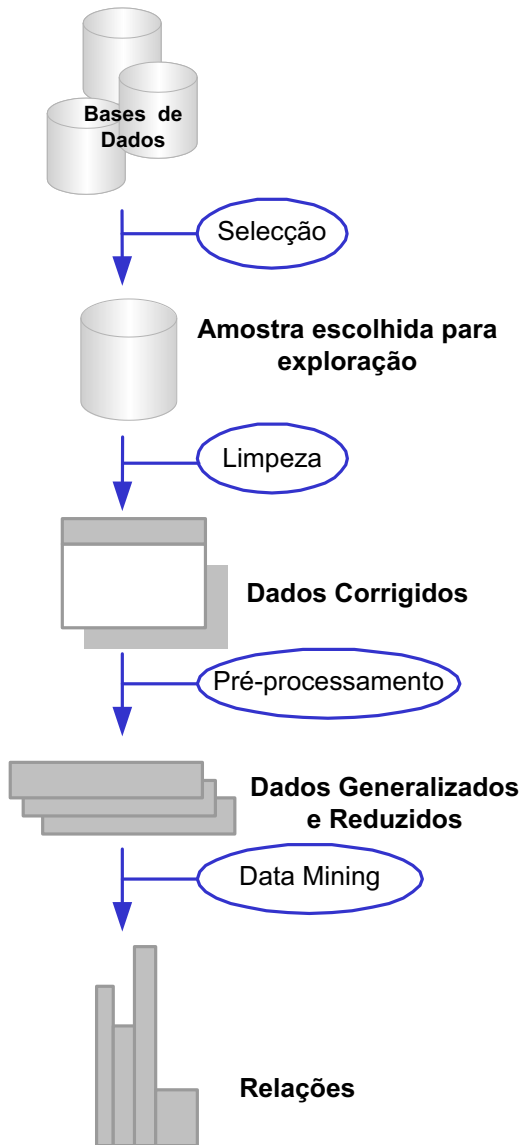 Bases de
Dados
Selecção
Amostra escolhida para
exploração
Limpeza
Dados Corrigidos
Pré-processamento
Dados Generalizados
e Reduzidos
Data Mining
Relações